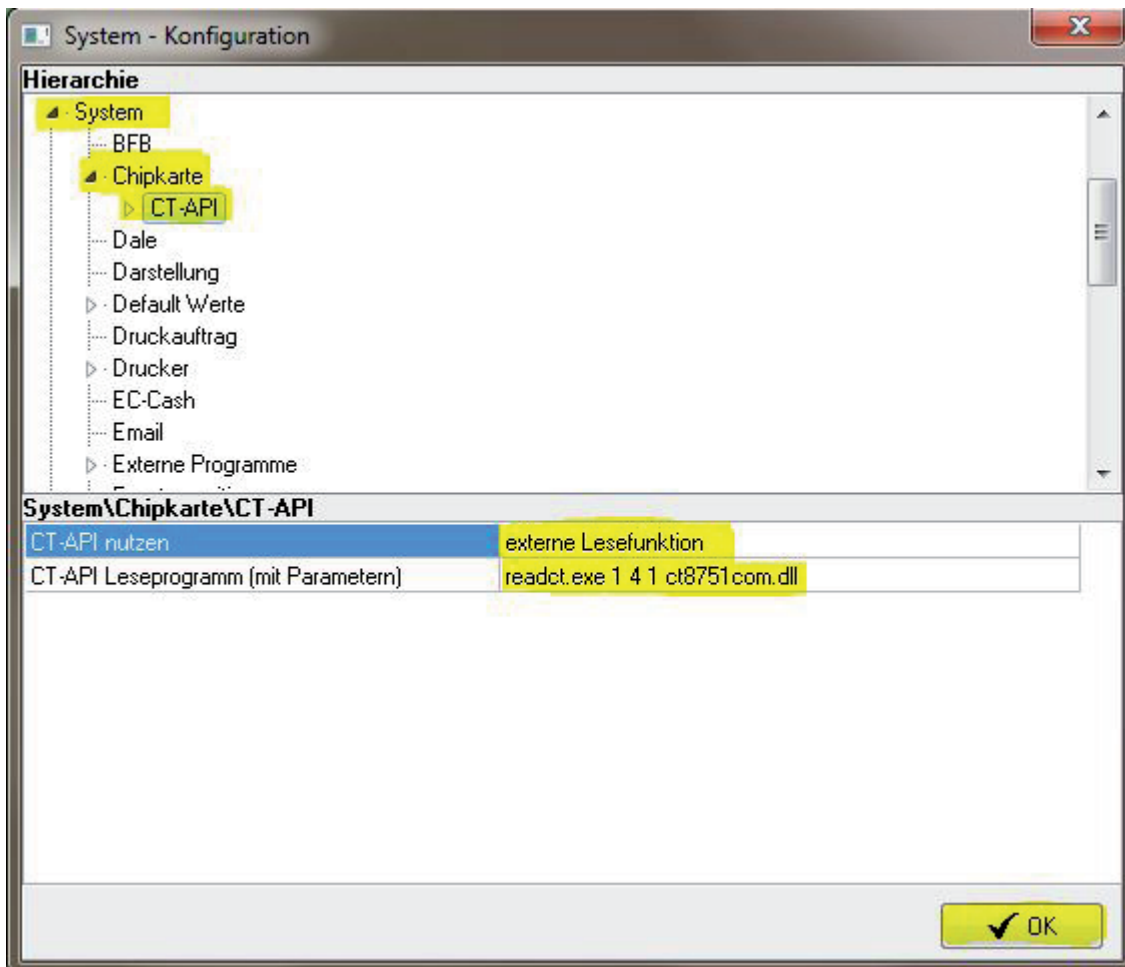 System - Konfiguration
Hierarchie
System
BFB
Chipkarte
CT-API
Dale
Darstellung
Default Werte
Druckauftrag
Drucker
EC-Cash
Email
Externe Programme
System\Chipkarte\CT-API
CT-API nutzen externe Lesefunktion
CT-API Leseprogramm (mit Parametern) readct.exe 1 4 1 ct8751com.dll
OK